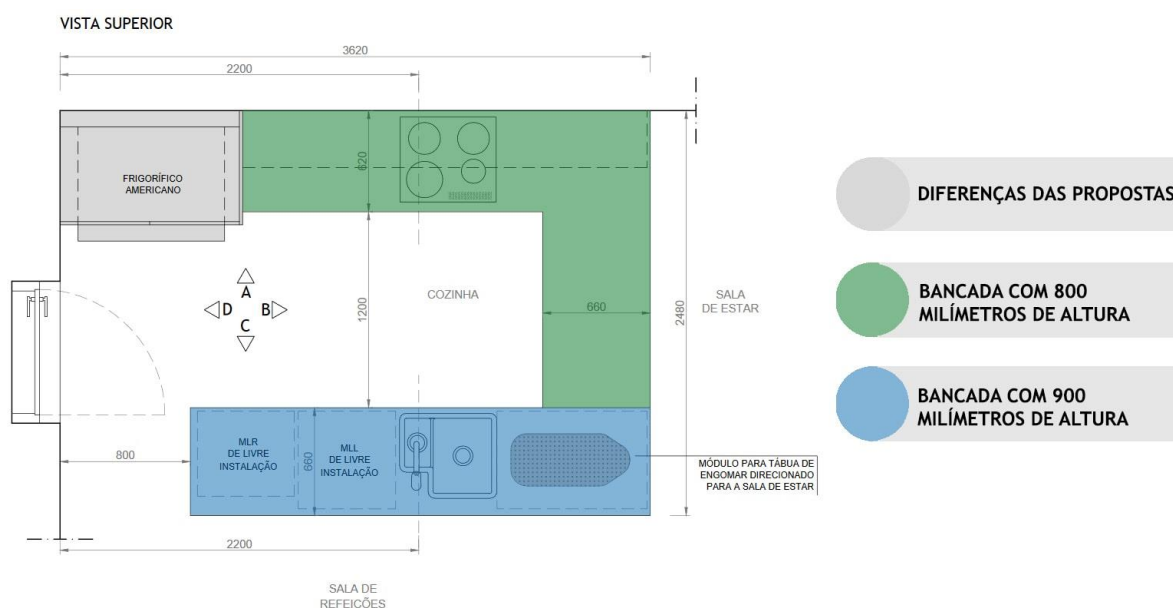 VISTA SUPERIOR
3620
2200
FRIGORÍFICO
AMERICANO
620
A
D B
C
1200
COZINHA
660
2480
SALA
DE ESTAR
800
MLR
DE LIVRE
INSTALAÇÃO
660
MLL
DE LIVRE
INSTALAÇÃO
MÓDULO PARA TÁBUA DE
ENGOMAR DIRECIONADO
PARA A SALA DE ESTAR
2200
SALA DE
REFEIÇÕES
DIFERENÇAS DAS PROPOSTAS
BANCADA COM 800
MILÍMETROS DE ALTURA
BANCADA COM 900
MILÍMETROS DE ALTURA